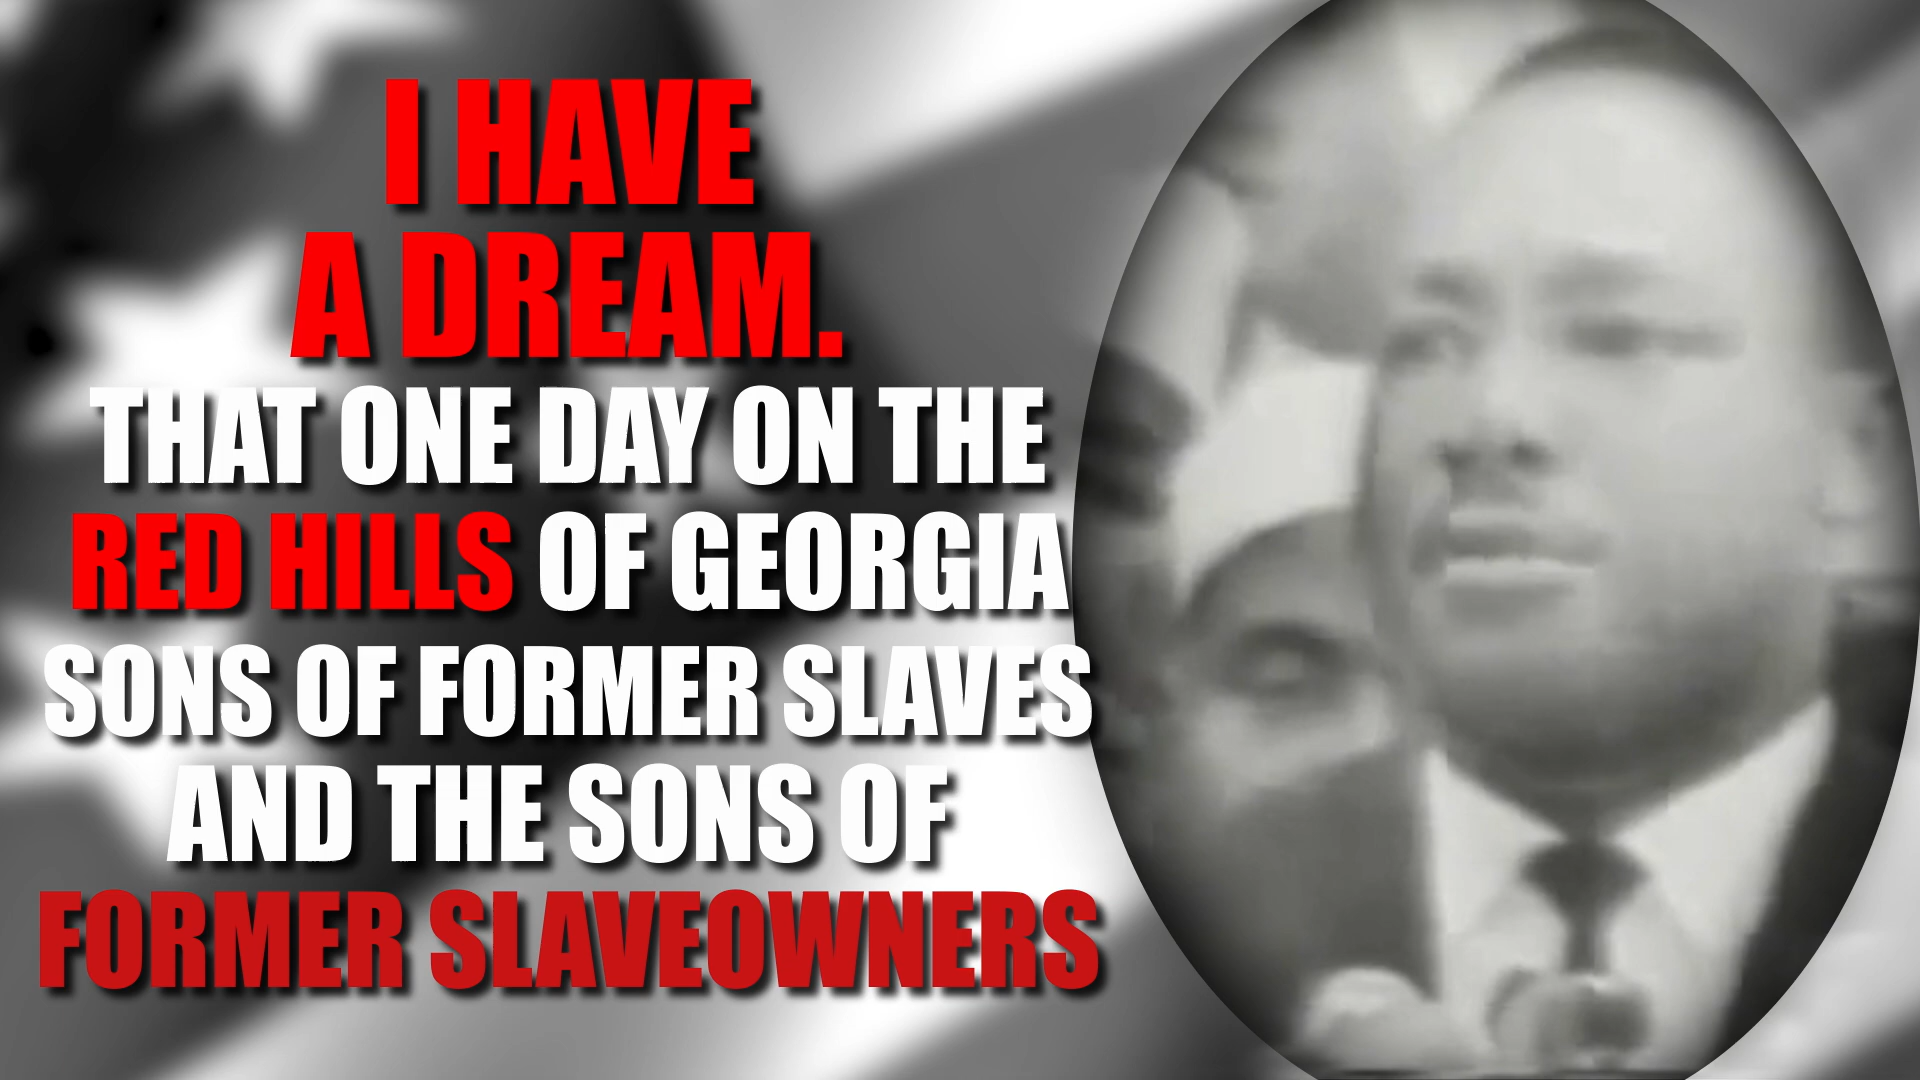 I HAVE
A DREAM.
THAT ONE DAY ON THE
RED HILLS OF GEORGIA
SONS OF FORMER SLAVES
AND THE SONS OF
FORMER SLAVEOWNERS